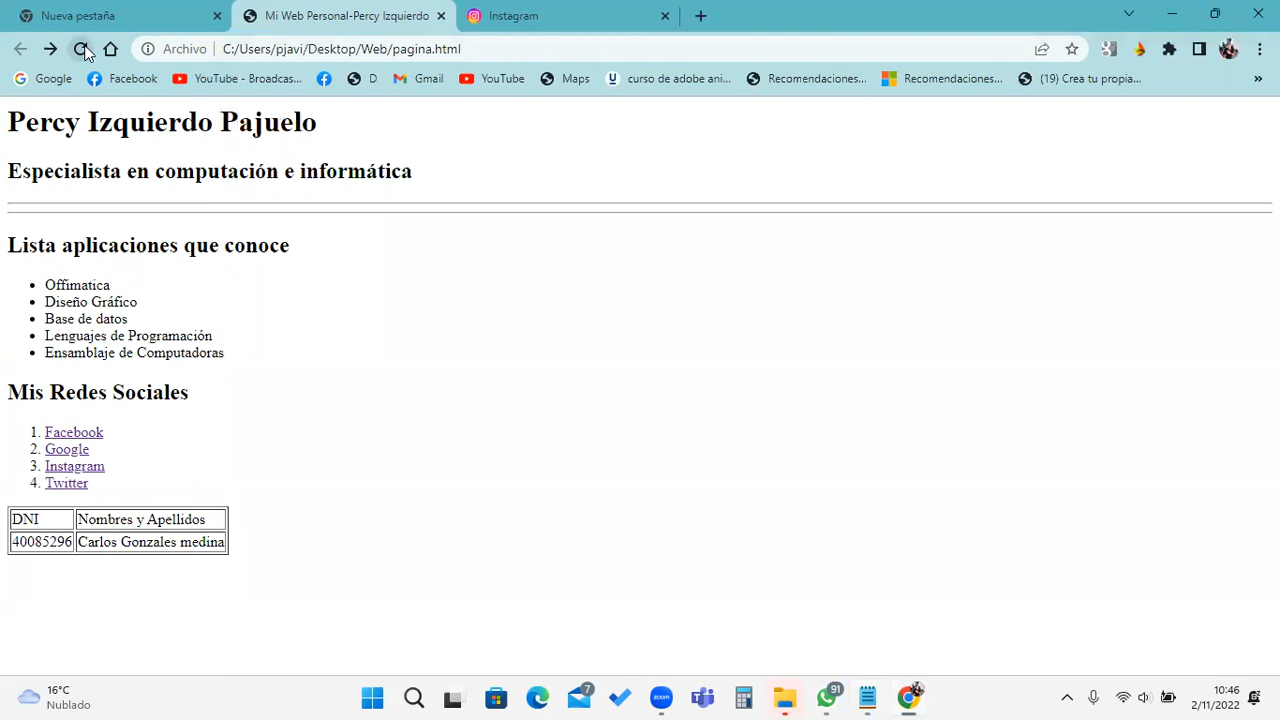 Nueva pestaña
Mi Web Personal-Percy Izquierdo
Instagram
Archivo
C:/Users/pjavi/Desktop/Web/pagina.html
Google
Facebook
YouTube - Broadcas...
D
Gmail
YouTube
Maps
curso de adobe ani...
Recomendaciones...
Recomendaciones...
(19) Crea tu propia...
»
Percy Izquierdo Pajuelo
Especialista en computación e informática
Lista aplicaciones que conoce
• Offimatica
• Diseño Gráfico
• Base de datos
• Lenguajes de Programación
• Ensamblaje de Computadoras
Mis Redes Sociales
1. Facebook
2. Google
3. Instagram
4. Twitter
DNI Nombres y Apellidos
40085296 Carlos Gonzales medina
16°C
Nublado
7
zoom
91
10:46
2/11/2022